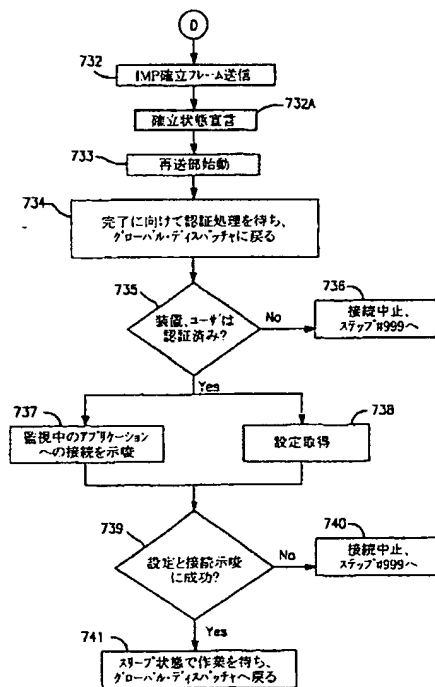 D
732
IMP確立フレーム送信
732A
確立状態宣言
733
再送部始動
734
完了に向けて認証処理を待ち、
グローバル・ディスパッチャに戻る
735
装置、ユーザは
認証済み?
No
736
接続中止、
ステップ#999へ
Yes
737
監視中のアプリケーション
への接続を示唆
738
設定取得
739
設定と接続示唆
に成功?
No
740
接続中止、
ステップ#999へ
Yes
741
スリープ状態で作業を待ち、
グローバル・ディスパッチャへ戻る